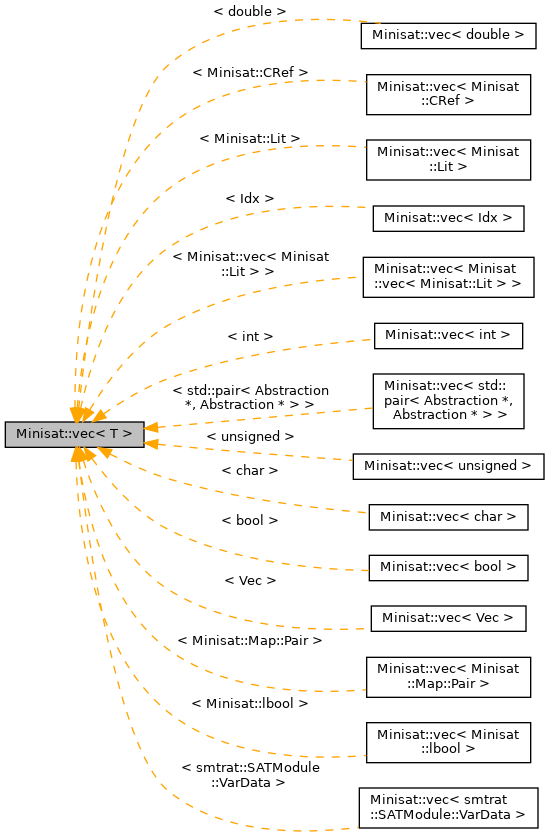 < double >
Minisat::vec< double >
< Minisat::CRef >
Minisat::vec< Minisat
::CRef >
< Minisat::Lit >
Minisat::vec< Minisat
::Lit >
< Idx >
Minisat::vec< Idx >
< Minisat::vec< Minisat
::Lit > >
Minisat::vec< Minisat
::vec< Minisat::Lit > >
< int >
Minisat::vec< int >
< std::pair< Abstraction
*, Abstraction * > >
Minisat::vec< std::
pair< Abstraction *,
Abstraction * > >
Minisat::vec< T >
< unsigned >
Minisat::vec< unsigned >
< char >
Minisat::vec< char >
< bool >
Minisat::vec< bool >
< Vec >
Minisat::vec< Vec >
< Minisat::Map::Pair >
Minisat::vec< Minisat
::Map::Pair >
< Minisat::lbool >
Minisat::vec< Minisat
::lbool >
< smtrat::SATModule
::VarData >
Minisat::vec< smtrat
::SATModule::VarData >